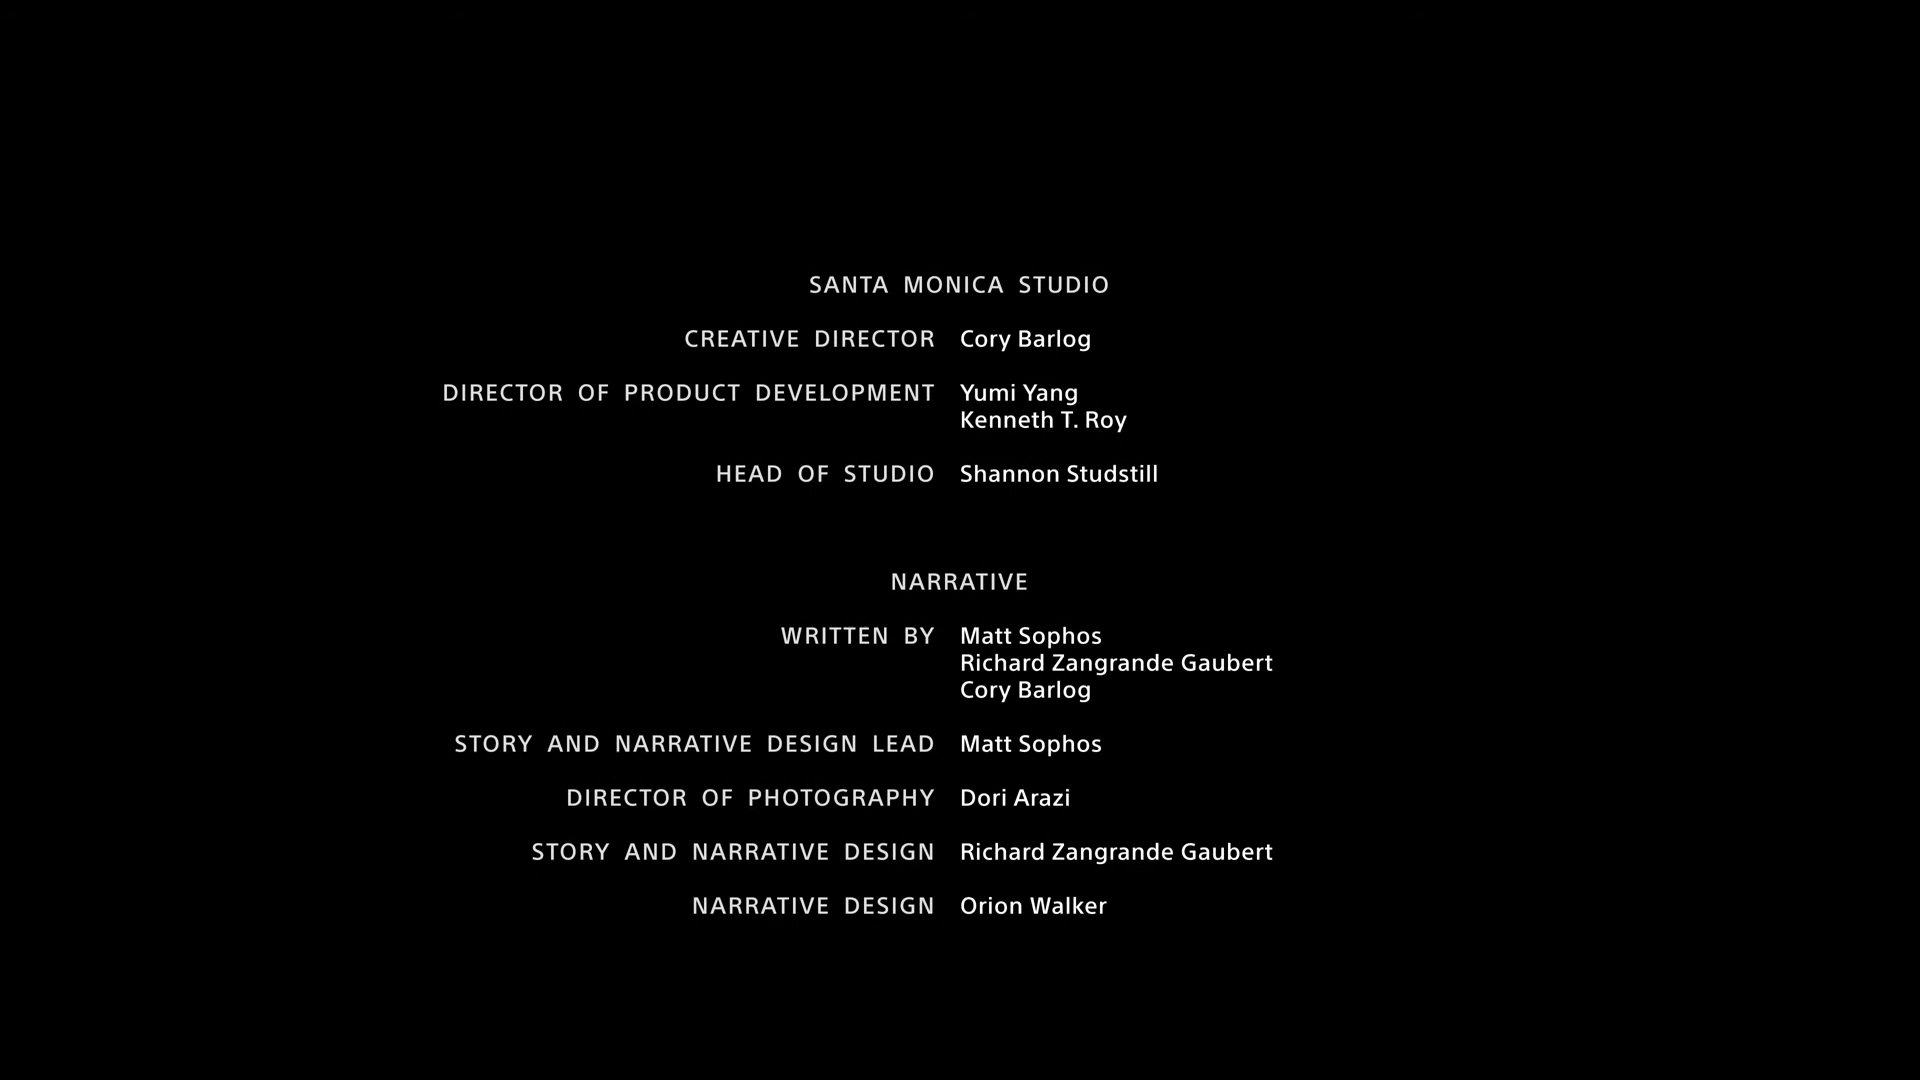 SANTA MONICA STUDIO
CREATIVE DIRECTOR Cory Barlog
DIRECTOR OF PRODUCT DEVELOPMENT Yumi Yang
Kenneth T. Roy
HEAD OF STUDIO Shannon Studstill
NARRATIVE
WRITTEN BY Matt Sophos
Richard Zangrande Gaubert
Cory Barlog
STORY AND NARRATIVE DESIGN LEAD Matt Sophos
DIRECTOR OF PHOTOGRAPHY Dori Arazi
STORY AND NARRATIVE DESIGN Richard Zangrande Gaubert
NARRATIVE DESIGN Orion Walker